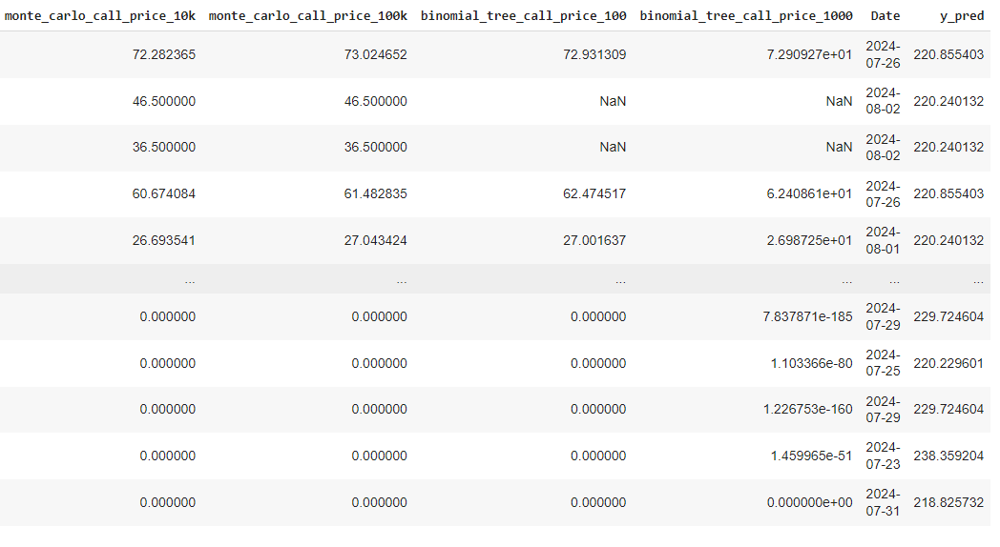 monte_carlo_call_price_10k monte_carlo_call_price_100k binomial_tree_call_price_100 binomial_tree_call_price_1000 Date y_pred
72.282365 73.024652 72.931309 7.290927e+01 2024-07-26 220.855403
46.500000 46.500000 NaN NaN 2024-08-02 220.240132
36.500000 36.500000 NaN NaN 2024-08-02 220.240132
60.674084 61.482835 62.474517 6.240861e+01 2024-07-26 220.855403
26.693541 27.043424 27.001637 2.698725e+01 2024-08-01 220.240132
... ... ... ... ... ...
0.000000 0.000000 0.000000 7.837871e-185 2024-07-29 229.724604
0.000000 0.000000 0.000000 1.103366e-80 2024-07-25 220.229601
0.000000 0.000000 0.000000 1.226753e-160 2024-07-29 229.724604
0.000000 0.000000 0.000000 1.459965e-51 2024-07-23 238.359204
0.000000 0.000000 0.000000 0.000000e+00 2024-07-31 218.825732